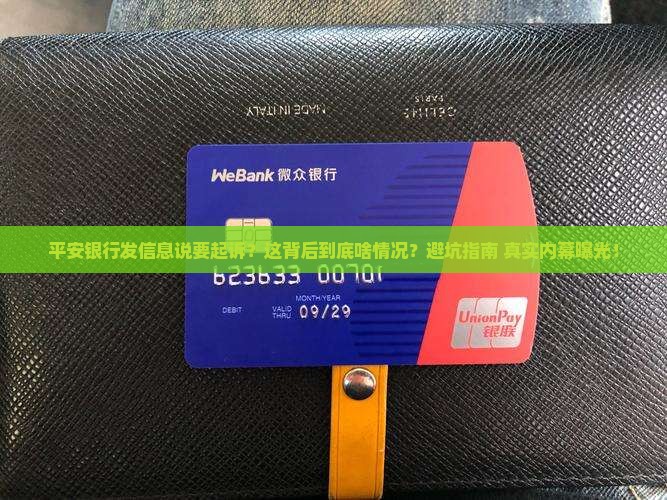 MADE IN ITALY
PARIS
WeBank 微众银行
平安银行发信息说要起诉？这背后到底啥情况？避坑指南 真实内幕曝光！
DEBIT
VALID THRU
MONTH/YEAR
09/29
UnionPay
银联